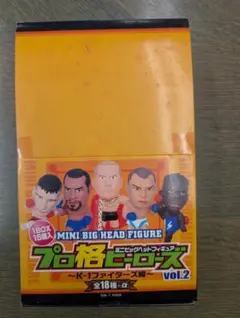 1BOX
15個入
MINI BIG HEAD FIGURE
ミニビッグヘッドフィギュア
プロ格ヒーローズ
vol.2
〜K-1ファイターズ編〜
全18種+α